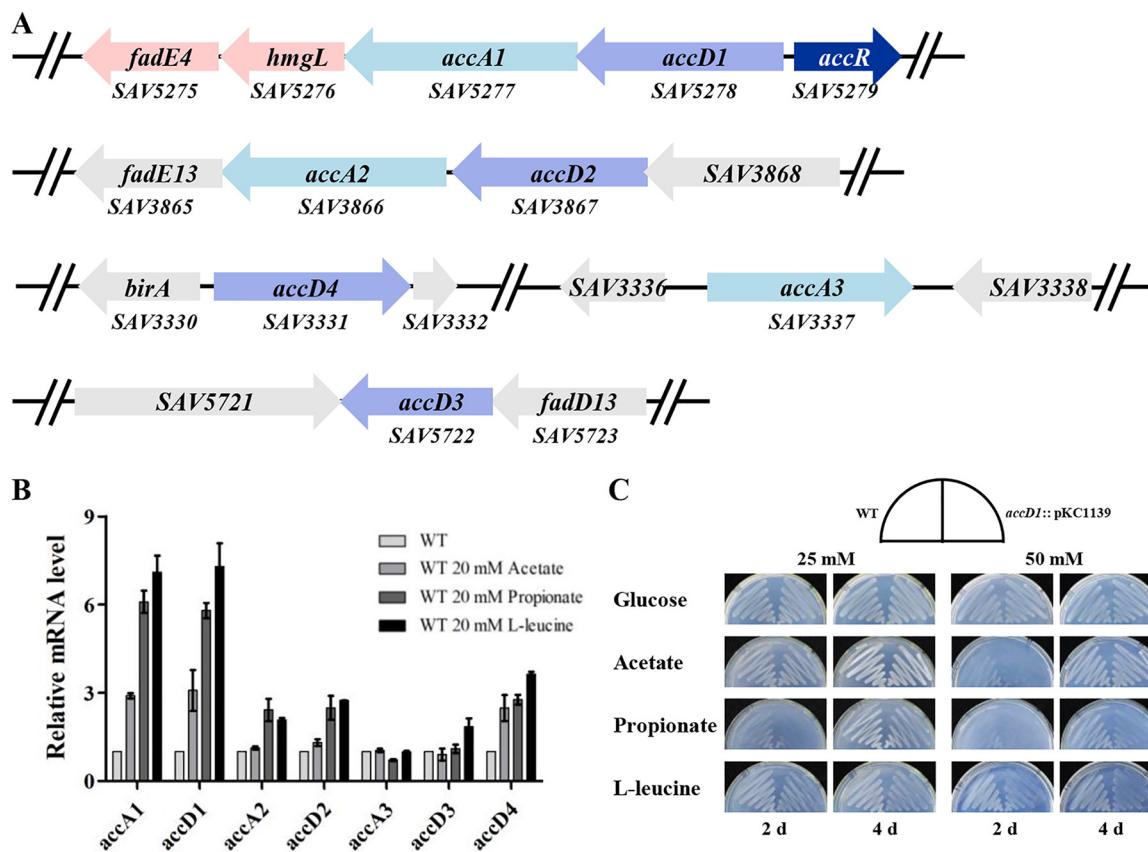 A
fadE4 hmgL accA1 accD1 accR
SAV5275 SAV5276 SAV5277 SAV5278 SAV5279
fadE13 accA2 accD2 SAV3868
SAV3865 SAV3866 SAV3867
birA accD4 SAV3336 accA3 SAV3338
SAV3330 SAV3331 SAV3332 SAV3337
SAV5721 accD3 fadD13
SAV5722 SAV5723
B
Relative mRNA level
9
6
3
0
WT
WT 20 mM Acetate
WT 20 mM Propionate
WT 20 mM L-leucine
accA1 accD1 accA2 accD2 accA3 accD3 accD4
C
WT accD1:: pKC1139
25 mM 50 mM
Glucose
Acetate
Propionate
L-leucine
2 d 4 d 2 d 4 d